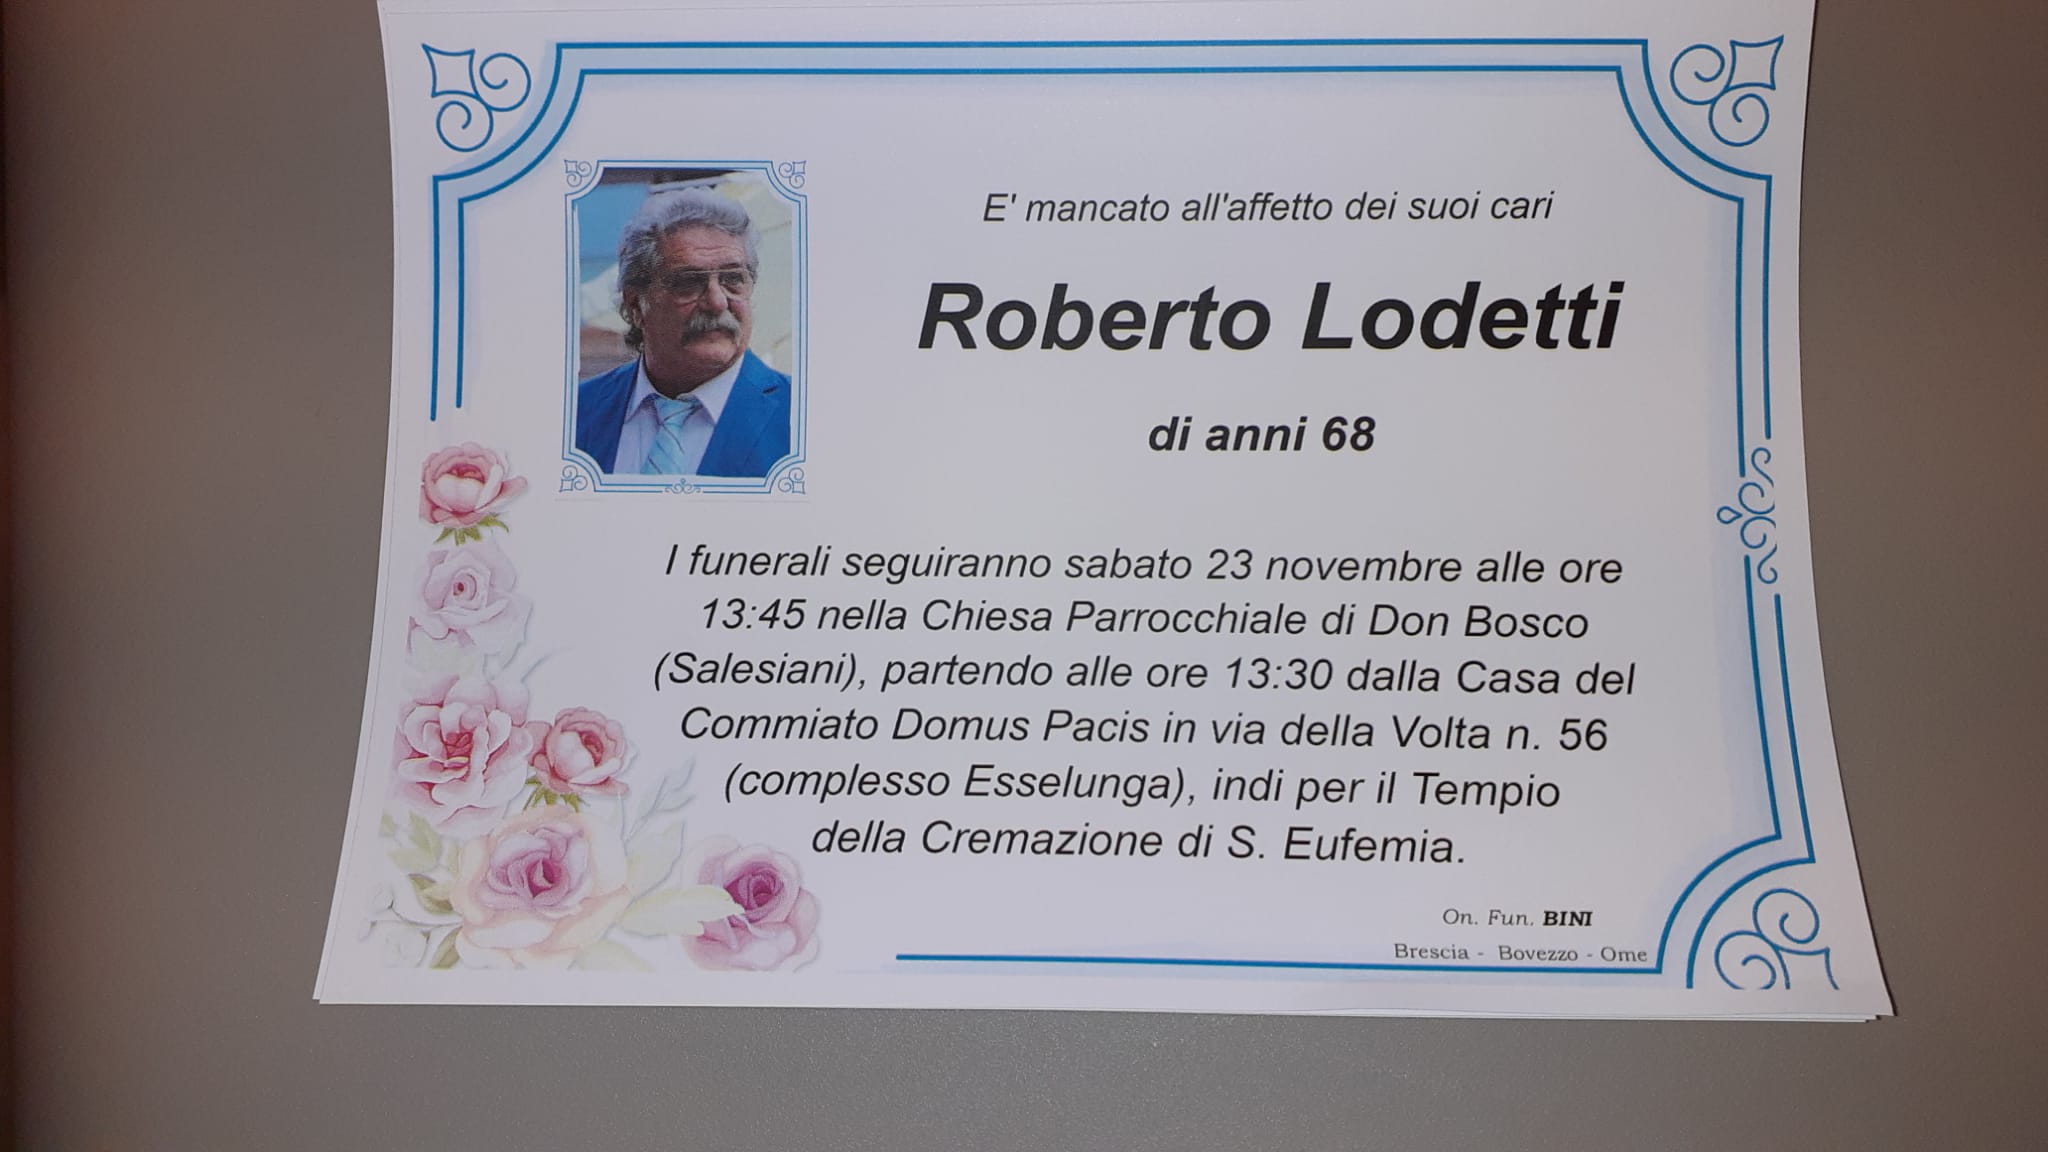 E' mancato all'affetto dei suoi cari
Roberto Lodetti
di anni 68
I funerali seguiranno sabato 23 novembre alle ore
13:45 nella Chiesa Parrocchiale di Don Bosco
(Salesiani), partendo alle ore 13:30 dalla Casa del
Commiato Domus Pacis in via della Volta n. 56
(complesso Esselunga), indi per il Tempio
della Cremazione di S. Eufemia.
On. Fun. BINI
Brescia - Bovezzo - Ome